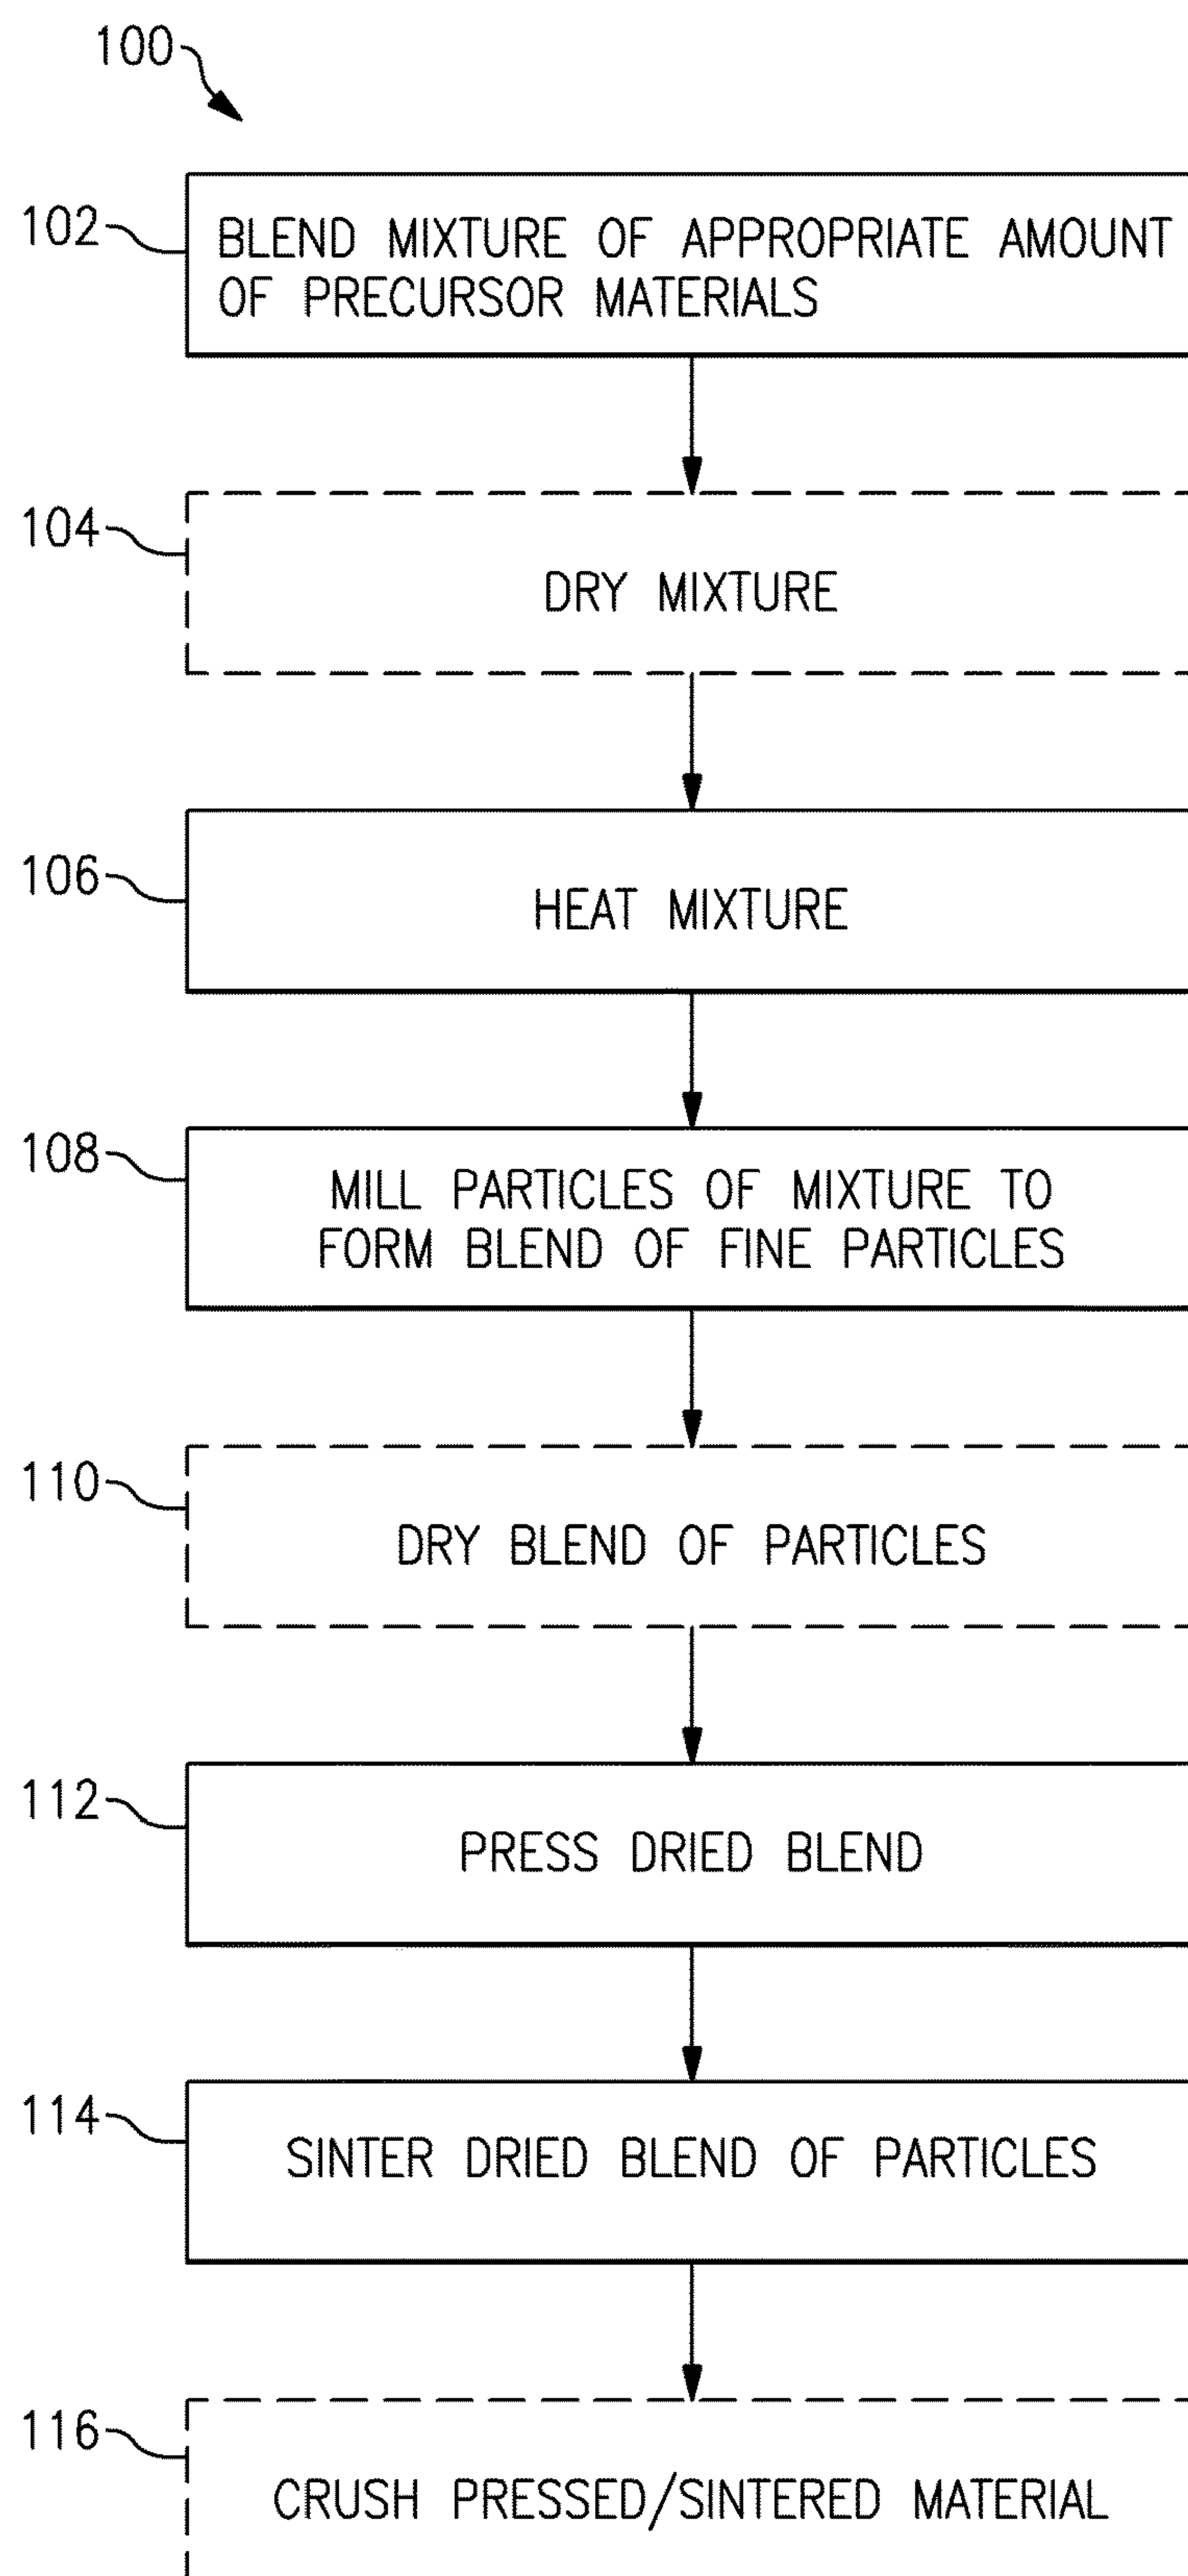 100
102
BLEND MIXTURE OF APPROPRIATE AMOUNT
OF PRECURSOR MATERIALS
104
DRY MIXTURE
106
HEAT MIXTURE
108
MILL PARTICLES OF MIXTURE TO
FORM BLEND OF FINE PARTICLES
110
DRY BLEND OF PARTICLES
112
PRESS DRIED BLEND
114
SINTER DRIED BLEND OF PARTICLES
116
CRUSH PRESSED/SINTERED MATERIAL